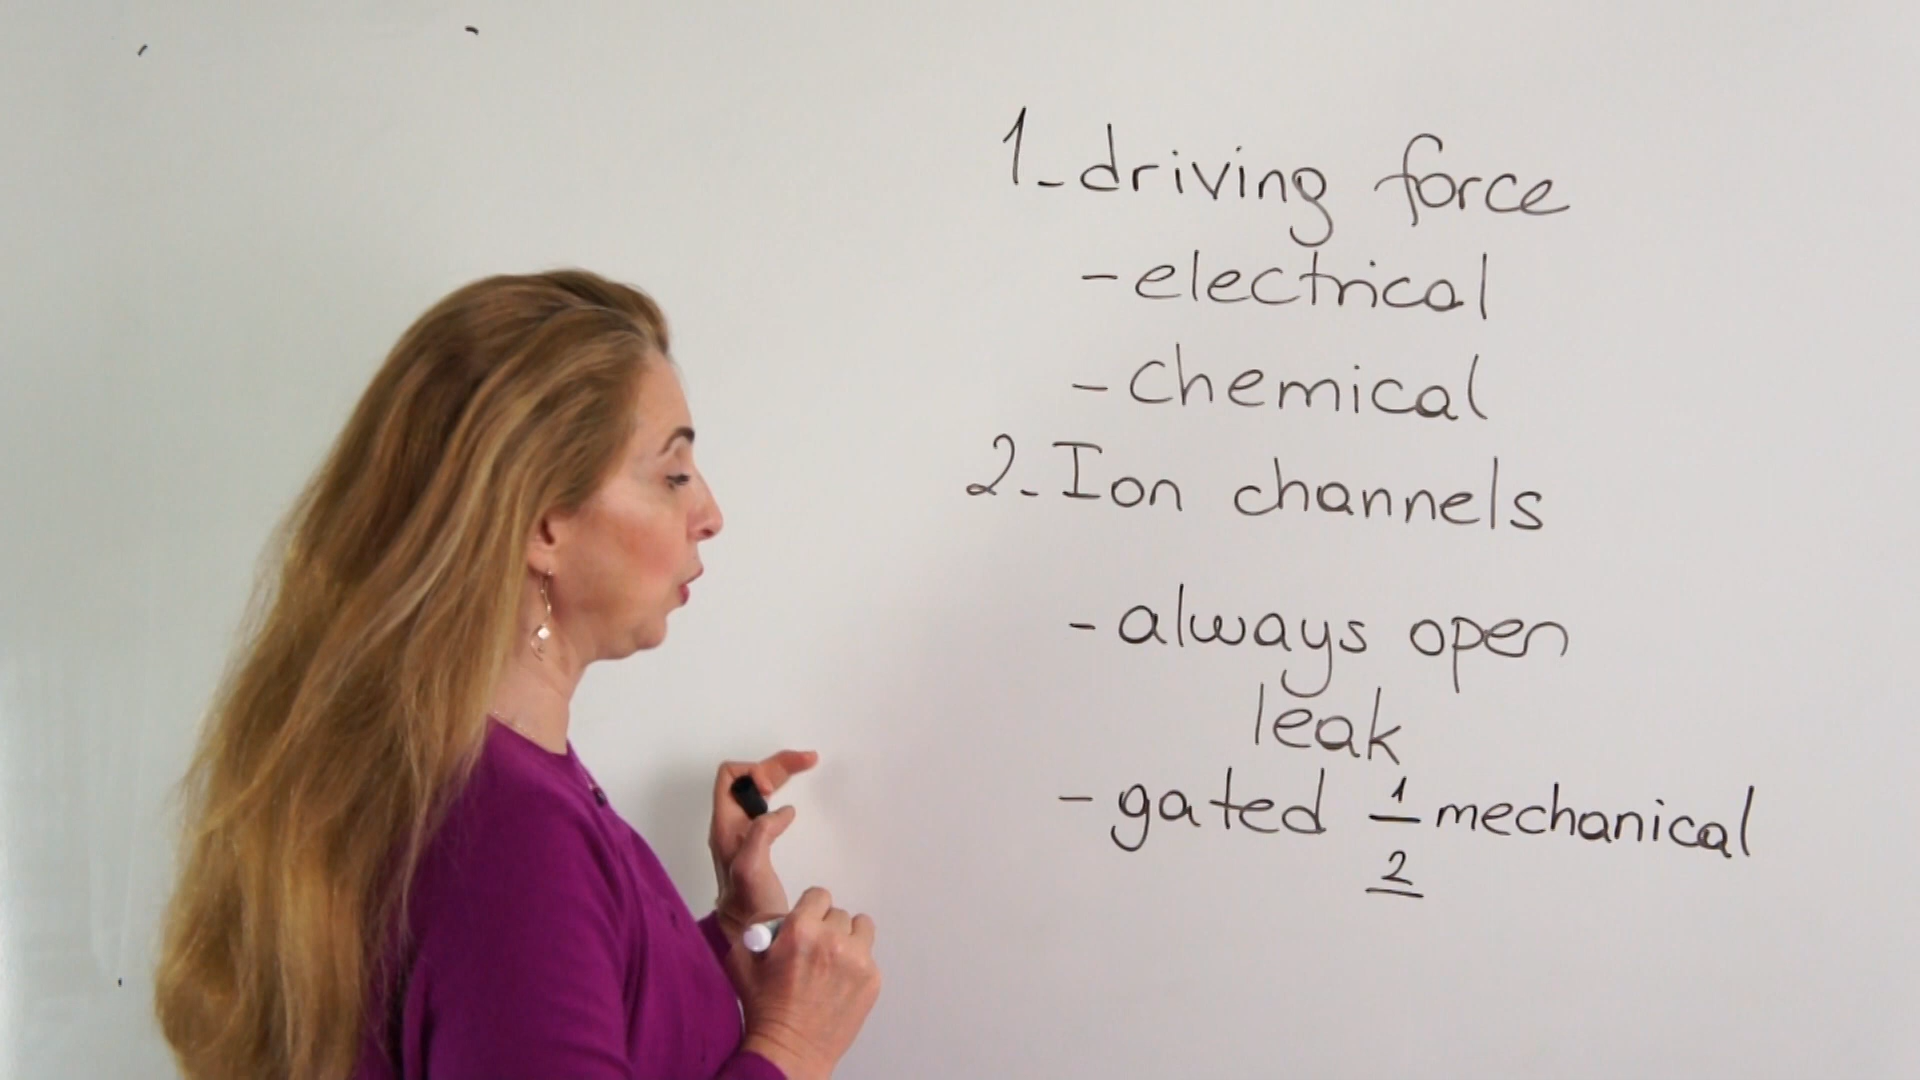 1-driving force
-electrical
-chemical
2-Ion channels
-always open
leak
-gated 1 mechanical
2